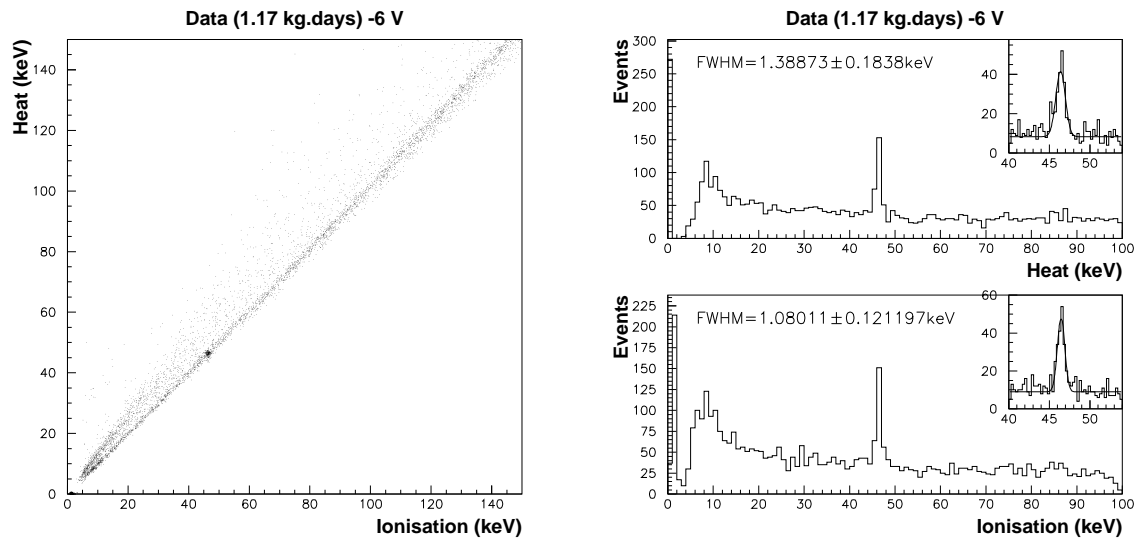 Data (1.17 kg.days) -6 V
Heat (keV)
140
120
100
80
60
40
20
0
0 20 40 60 80 100 120 140
Ionisation (keV)
Data (1.17 kg.days) -6 V
Events
300
250
200
150
100
50
0
FWHM=1.38873±0.1838keV
40
20
0
40 45 50
0 10 20 30 40 50 60 70 80 90 100
Heat (keV)
Events
225
200
175
150
125
100
75
50
25
0
FWHM=1.08011±0.121197keV
60
40
20
0
40 45 50
0 10 20 30 40 50 60 70 80 90 100
Ionisation (keV)